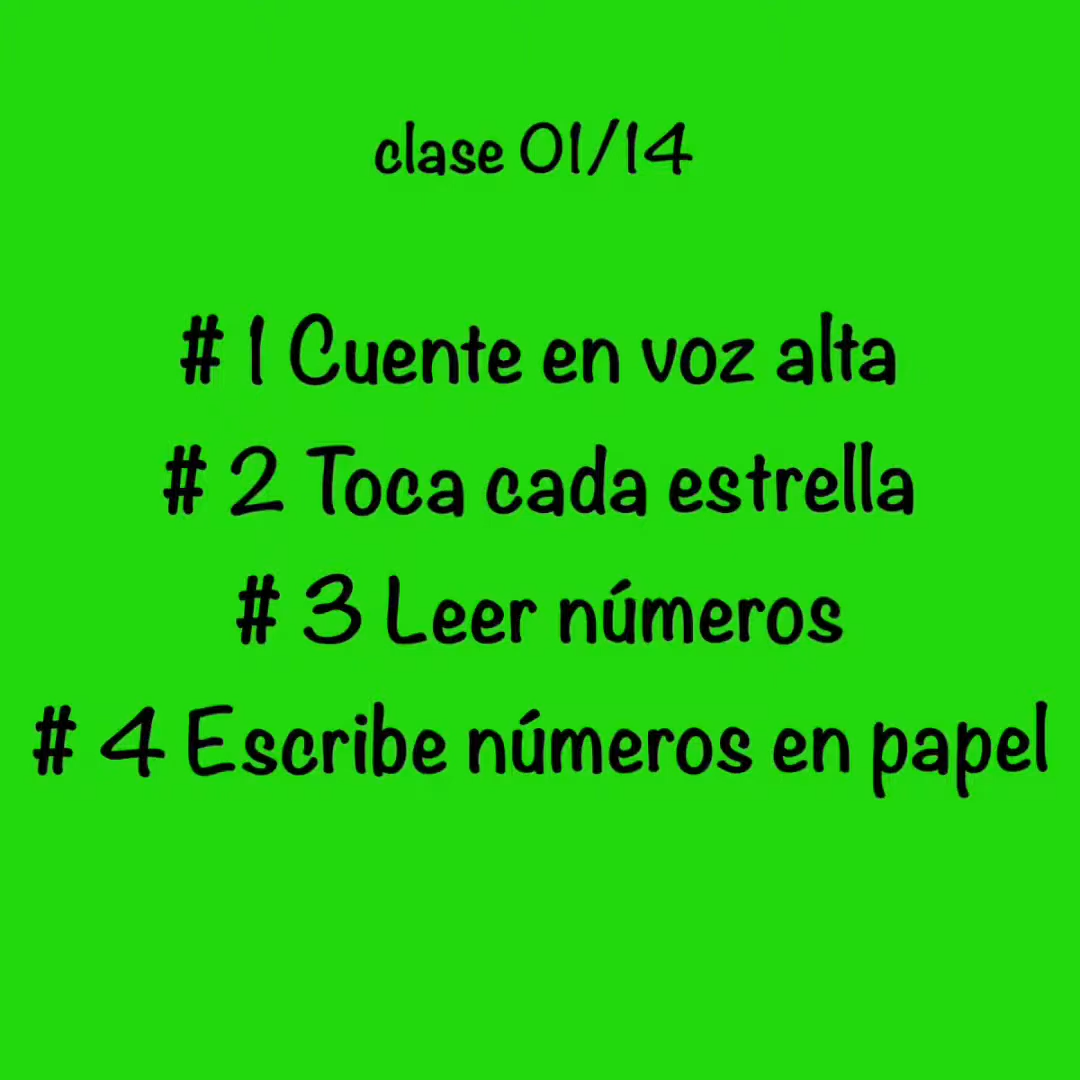 clase 01/14
# 1 Cuente en voz alta
# 2 Toca cada estrella
# 3 Leer números
# 4 Escribe números en papel